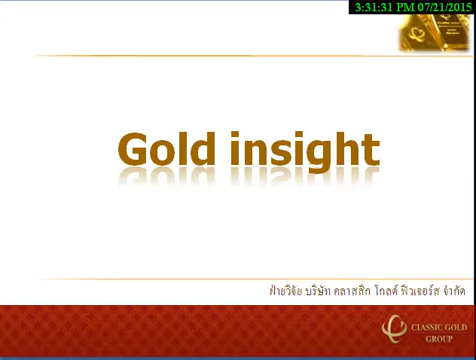 3:31:31 PM 07/21/2015
Gold insight
ฝ่ายวิจัย บริษัท คลาสสิก โกลด์ ฟิวเจอร์ส จำกัด
CLASSIC GOLD
GROUP